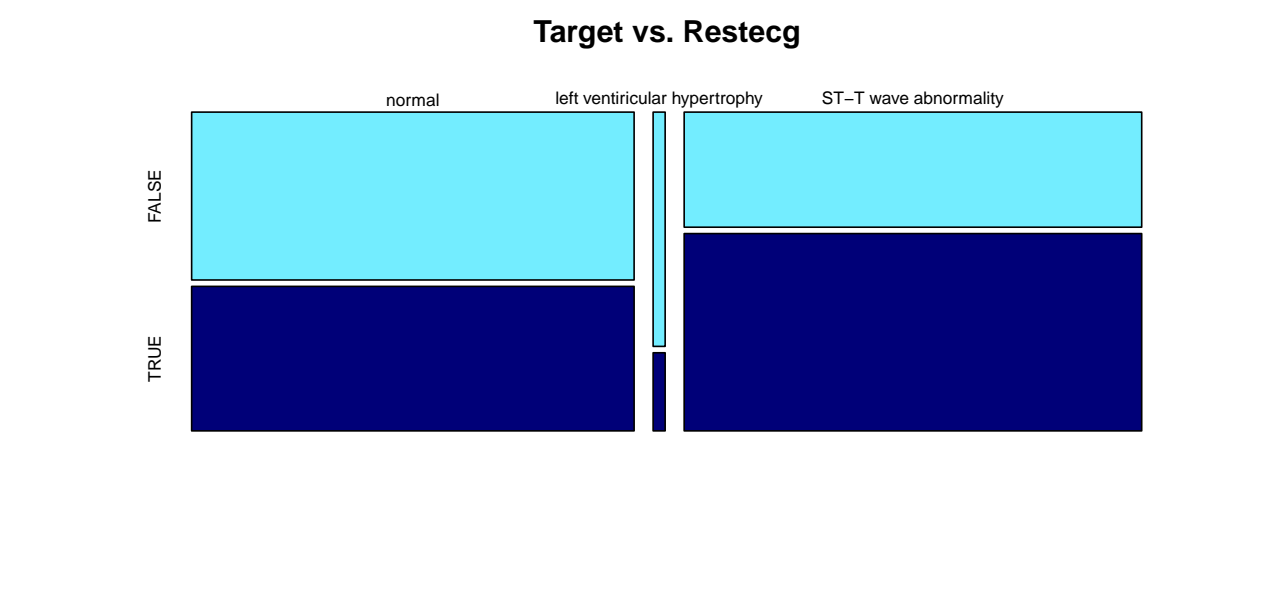 Target vs. Restecg
normal
left ventiricular hypertrophy
ST−T wave abnormality
FALSE
TRUE